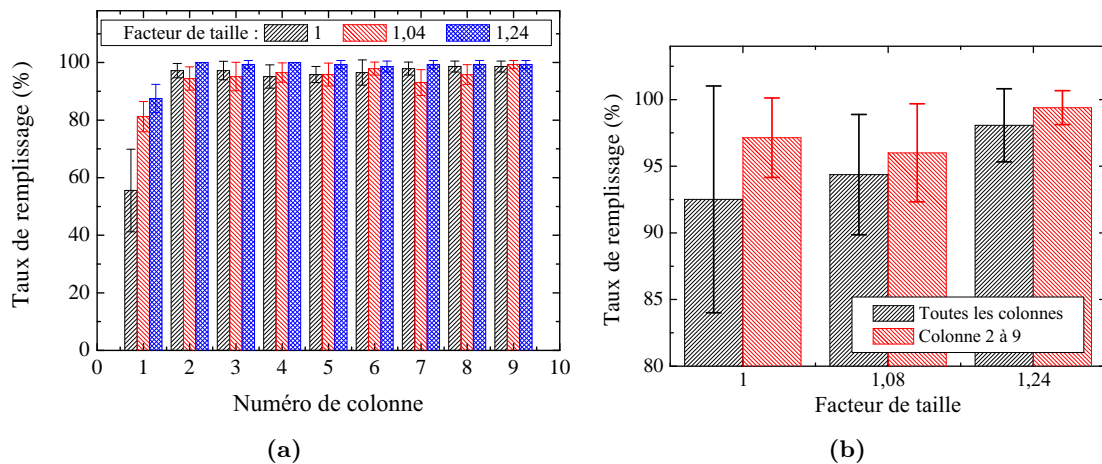 Facteur de taille : 1 1,04 1,24
Taux de remplissage (%)
100
80
60
40
20
0
0 1 2 3 4 5 6 7 8 9 10
Numéro de colonne
(a)
Taux de remplissage (%)
100
95
90
85
80
Toutes les colonnes
Colonne 2 à 9
1 1,08 1,24
Facteur de taille
(b)